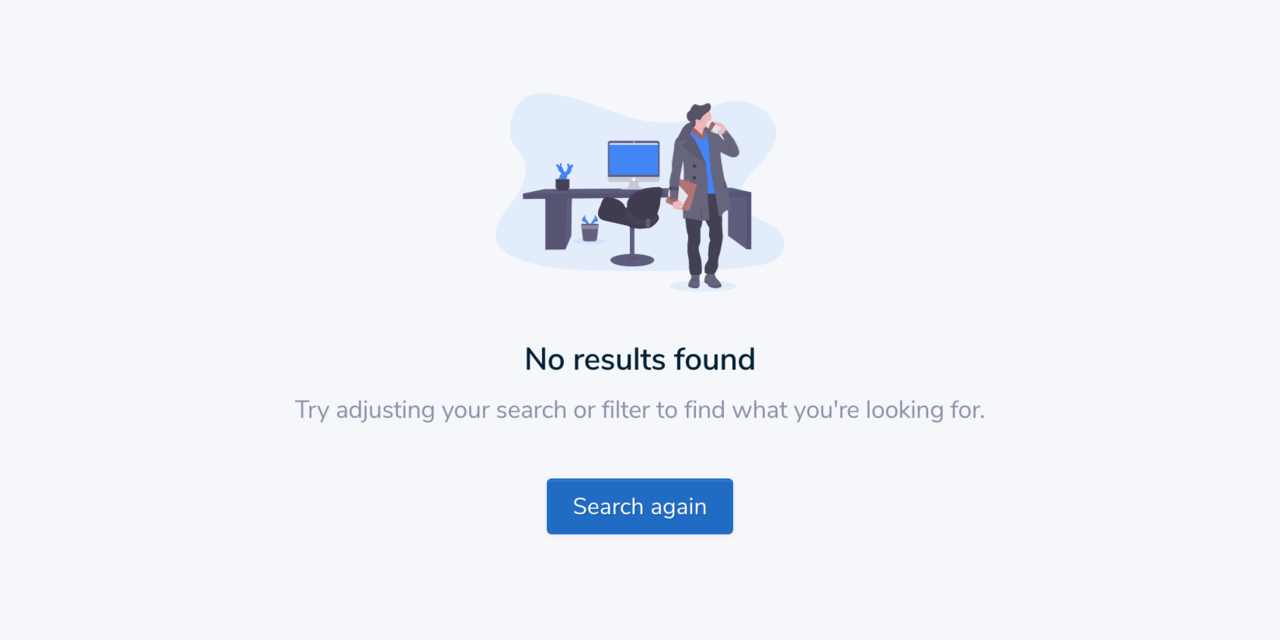 No results found
Try adjusting your search or filter to find what you're looking for.
Search again